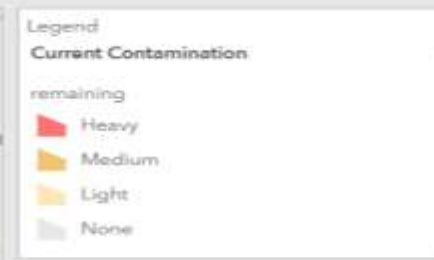 Legend
Current Contamination
remaining
Heavy
Medium
Light
None